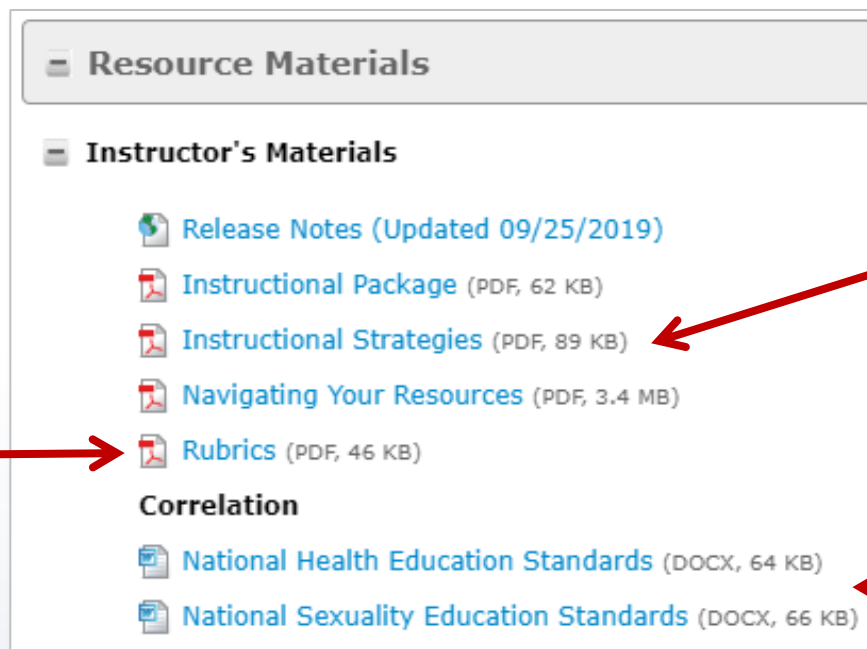 Resource Materials
Instructor's Materials
Release Notes (Updated 09/25/2019)
Instructional Package (PDF, 62 KB)
Instructional Strategies (PDF, 89 KB)
Navigating Your Resources (PDF, 3.4 MB)
Rubrics (PDF, 46 KB)
Correlation
National Health Education Standards (DOCX, 64 KB)
National Sexuality Education Standards (DOCX, 66 KB)